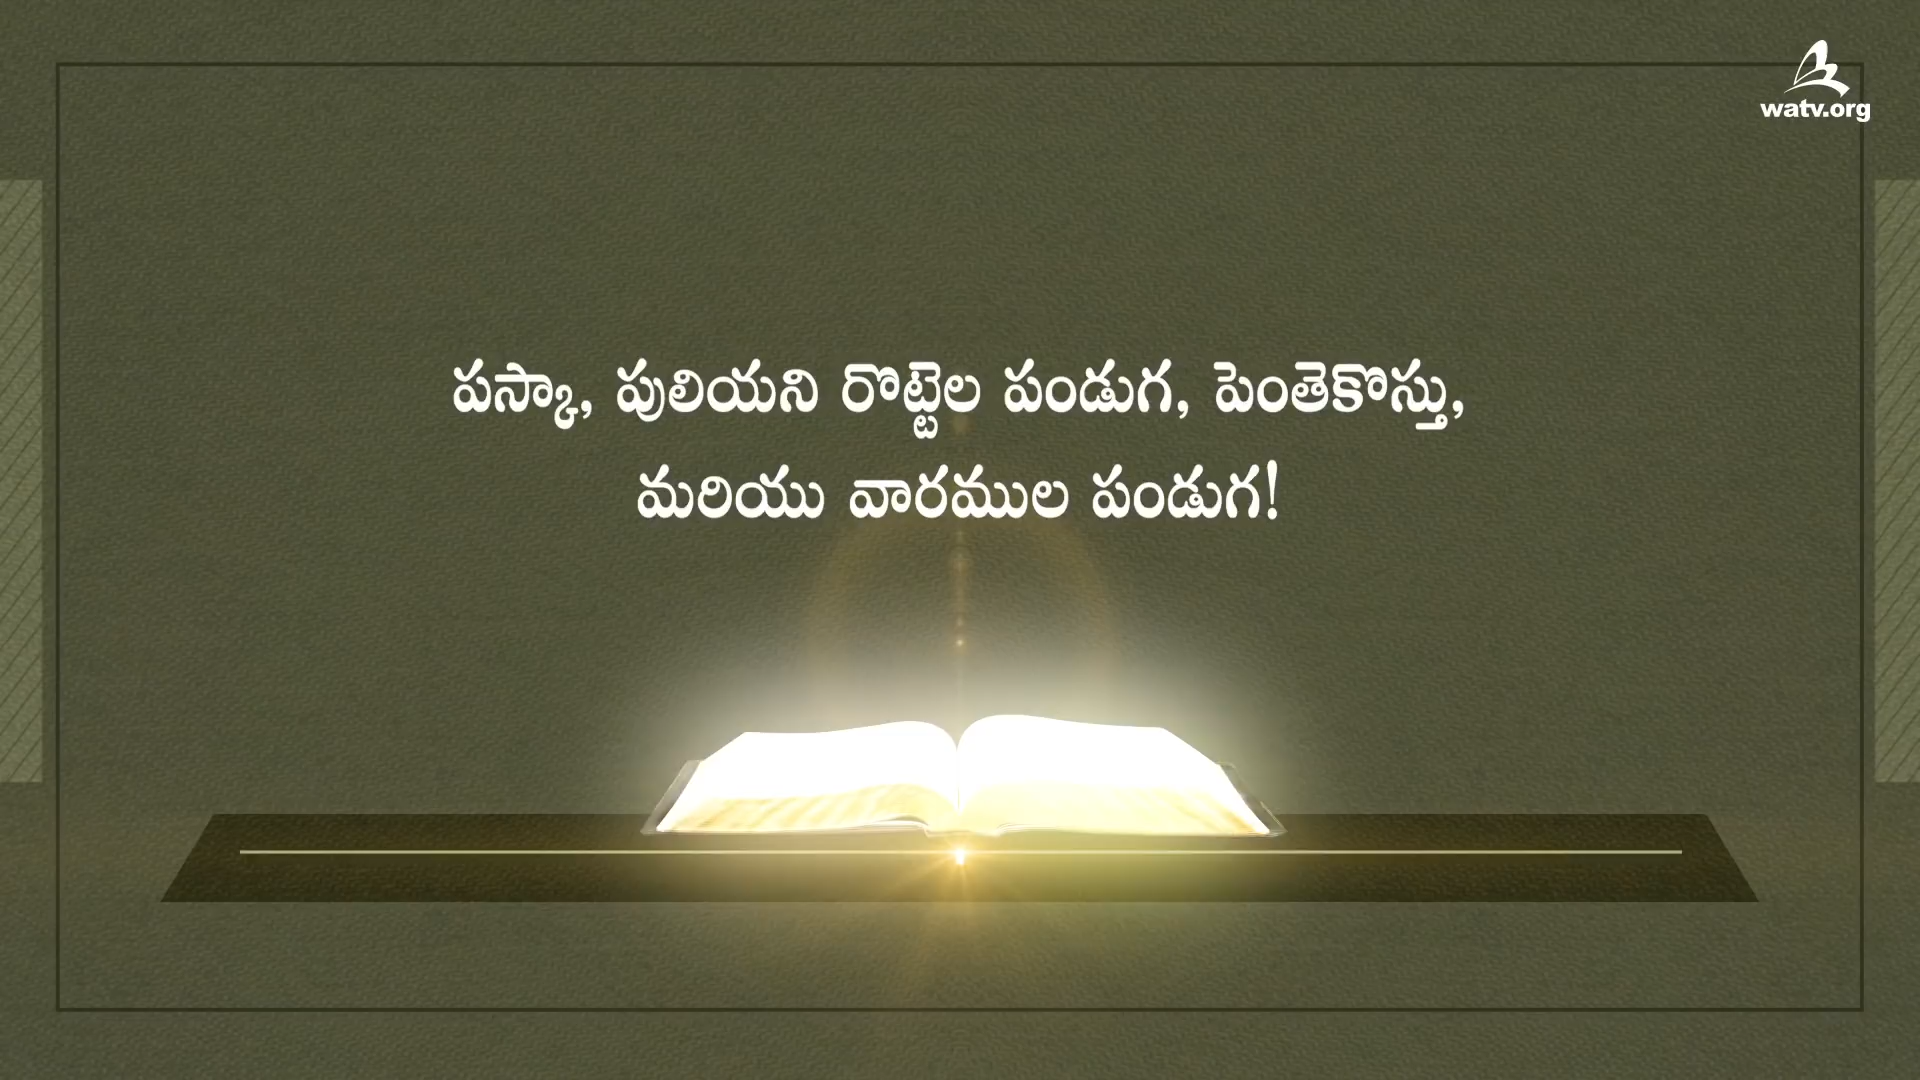 watv.org
పస్కా, పులియని రొట్టెల పండుగ, పెంతెకొస్తు,
మరియు వారముల పండుగ!